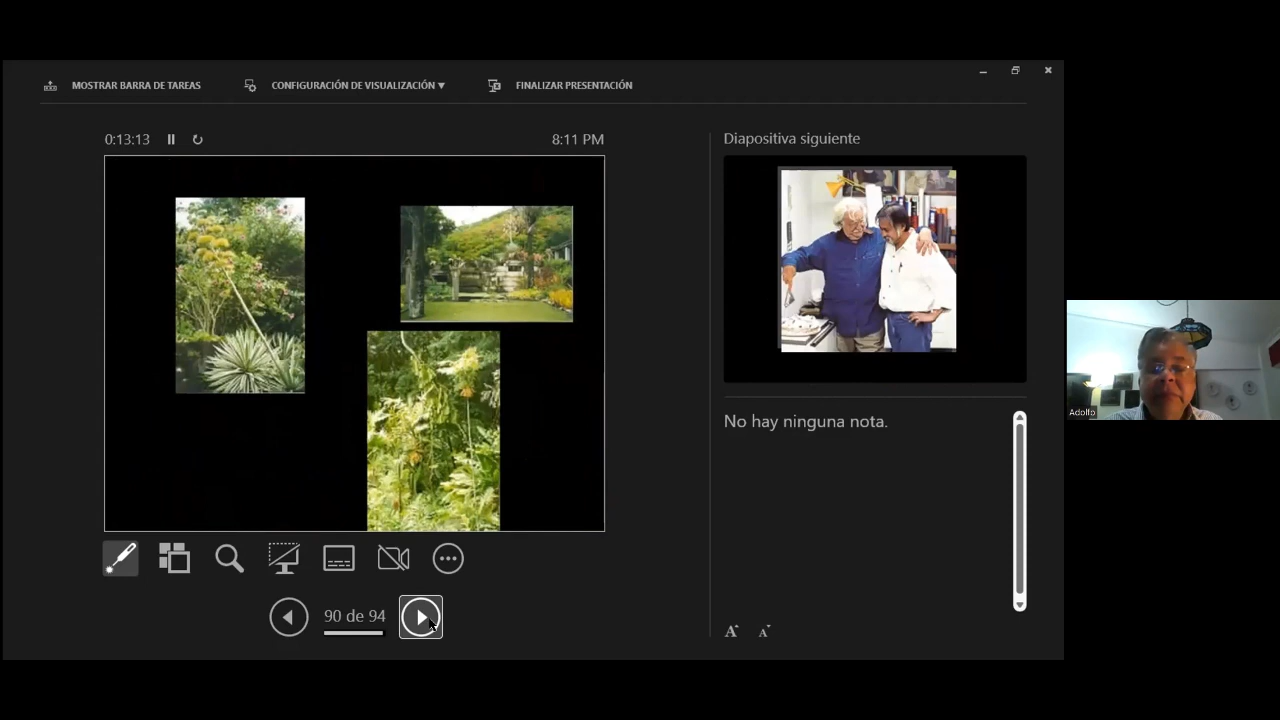 MOSTRAR BARRA DE TAREAS
CONFIGURACIÓN DE VISUALIZACIÓN ▼
FINALIZAR PRESENTACIÓN
0:13:13
8:11 PM
Diapositiva siguiente
No hay ninguna nota.
Adolfo
90 de 94
A A